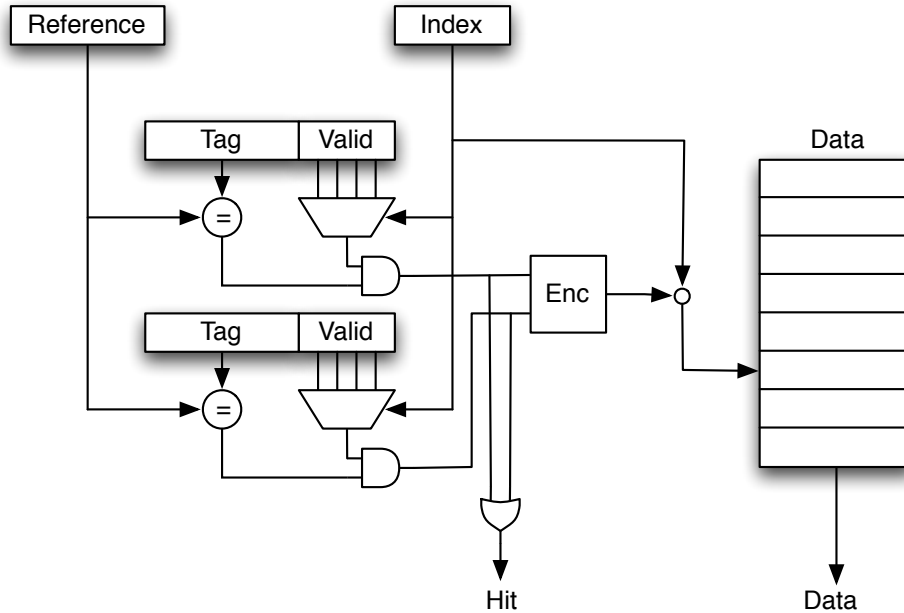 Reference
Index
Tag
Valid
Data
=
Enc
Tag
Valid
=
Hit
Data